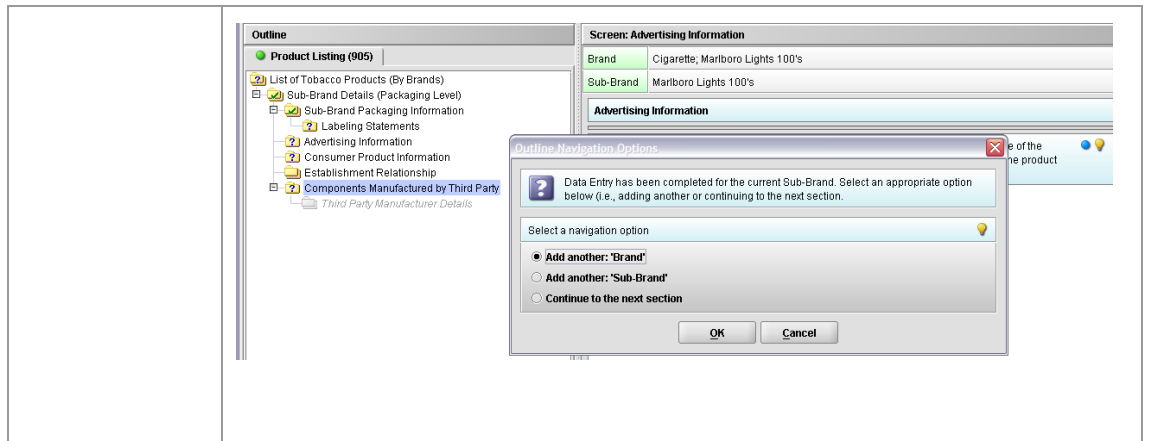 Outline
Product Listing (905)
List of Tobacco Products (By Brands)
Sub-Brand Details (Packaging Level)
Sub-Brand Packaging Information
Labeling Statements
Advertising Information
Consumer Product Information
Establishment Relationship
Components Manufactured by Third Party
Third Party Manufacturer Details
Screen: Advertising Information
Brand Cigarette; Marlboro Lights 100's
Sub-Brand Marlboro Lights 100's
Advertising Information
e of the
ne product
Outline Navigation Options
Data Entry has been completed for the current Sub-Brand. Select an appropriate option
below (i.e., adding another or continuing to the next section.
Select a navigation option
Add another: 'Brand'
Add another: 'Sub-Brand'
Continue to the next section
OK Cancel